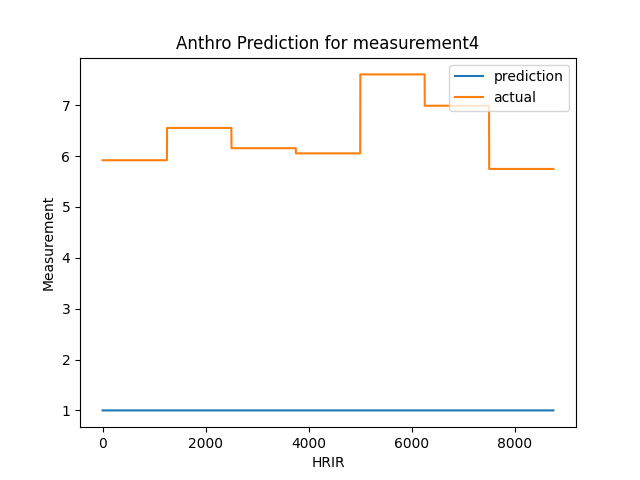 Anthro Prediction for measurement4
prediction
actual
Measurement
7
6
5
4
3
2
1
0
2000
4000
6000
8000
HRIR